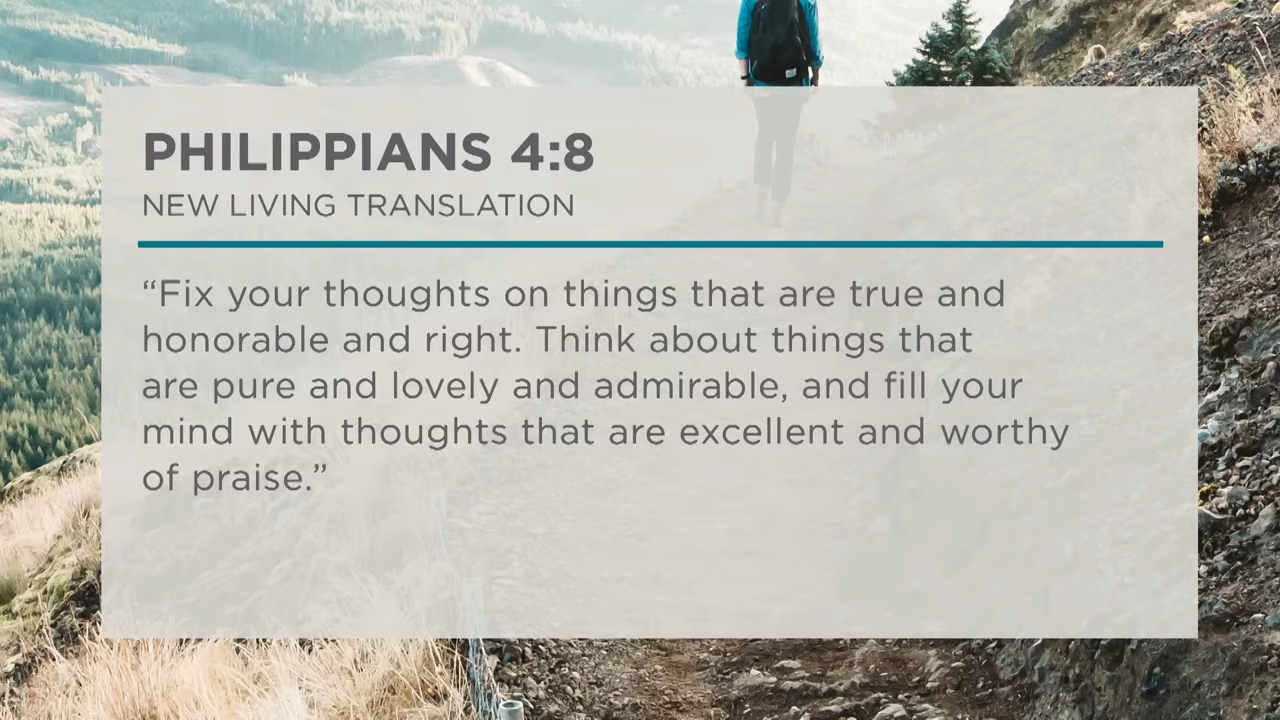 PHILIPPIANS 4:8
NEW LIVING TRANSLATION
“Fix your thoughts on things that are true and
honorable and right. Think about things that
are pure and lovely and admirable, and fill your
mind with thoughts that are excellent and worthy
of praise.”